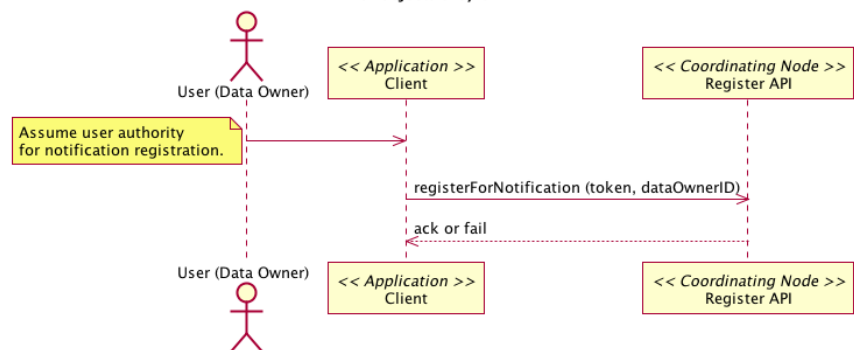 User (Data Owner)
<< Application >>
Client
<< Coordinating Node >>
Register API
Assume user authority
for notification registration.
registerForNotification (token, dataOwnerID)
ack or fail
User (Data Owner)
<< Application >>
Client
<< Coordinating Node >>
Register API